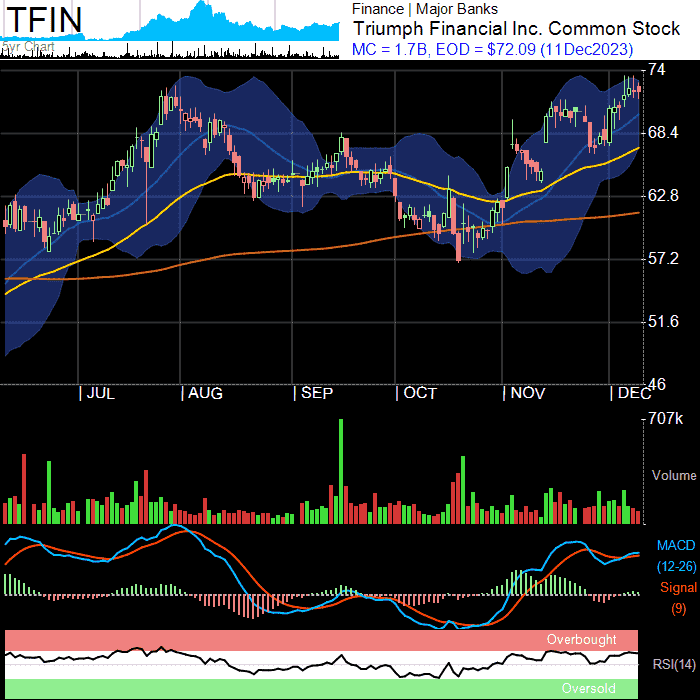 TFIN
5yr Chart
Finance | Major Banks
Triumph Financial Inc. Common Stock
MC = 1.7B, EOD = $72.09 (11Dec2023)
74
68.4
62.8
57.2
51.6
46
| JUL | AUG | SEP | OCT | NOV | DEC
707k
Volume
MACD
(12-26)
Signal
(9)
Overbought
RSI(14)
Oversold